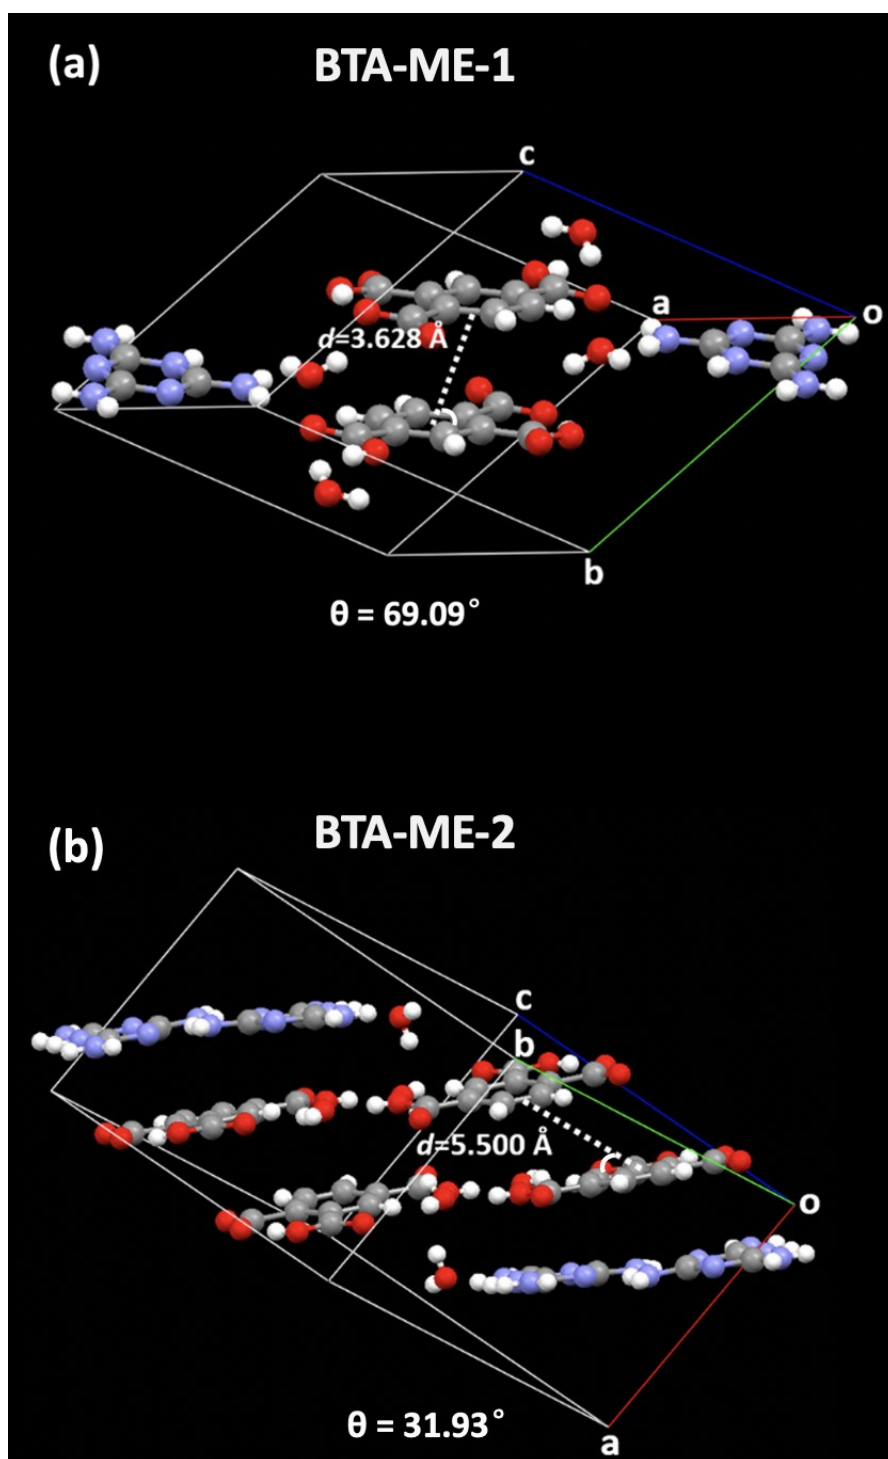 (a)
BTA-ME-1
c
d=3.628 Å
a
o
b
θ = 69.09°
(b)
BTA-ME-2
c
b
d=5.500 Å
o
θ = 31.93°
a